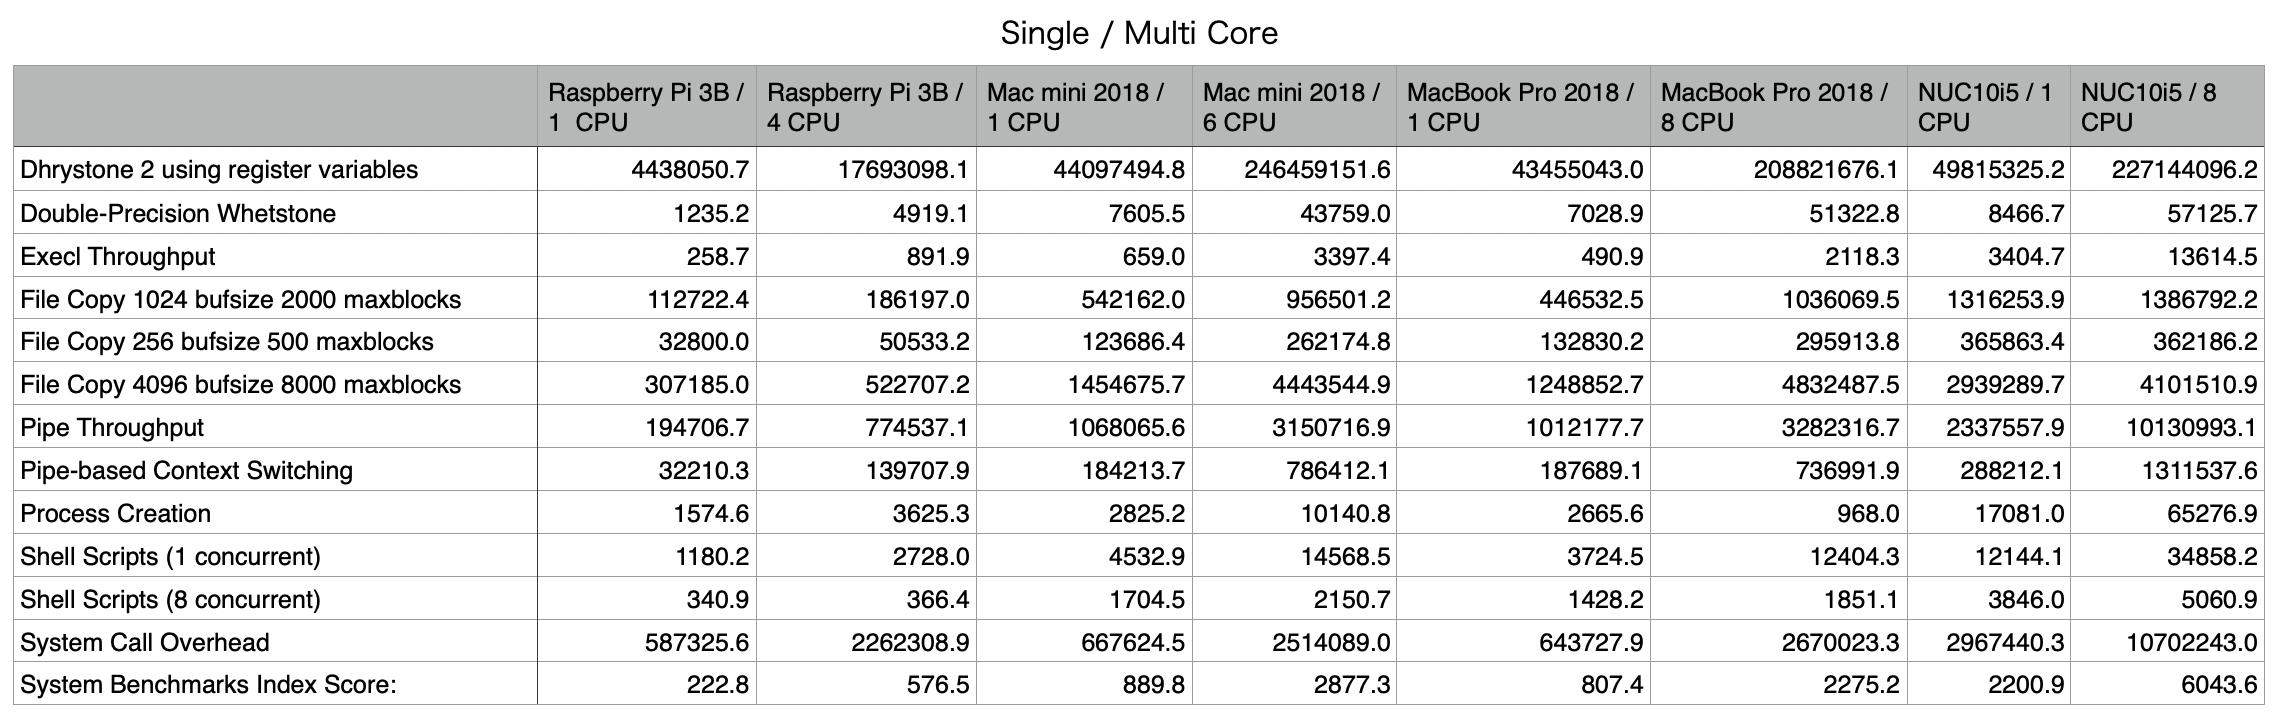 Single / Multi Core
Raspberry Pi 3B / 1 CPU Raspberry Pi 3B / 4 CPU Mac mini 2018 / 1 CPU Mac mini 2018 / 6 CPU MacBook Pro 2018 / 1 CPU MacBook Pro 2018 / 8 CPU NUC10i5 / 1 CPU NUC10i5 / 8 CPU
Dhrystone 2 using register variables 4438050.7 17693098.1 44097494.8 246459151.6 43455043.0 208821676.1 49815325.2 227144096.2
Double-Precision Whetstone 1235.2 4919.1 7605.5 43759.0 7028.9 51322.8 8466.7 57125.7
Execl Throughput 258.7 891.9 659.0 3397.4 490.9 2118.3 3404.7 13614.5
File Copy 1024 bufsize 2000 maxblocks 112722.4 186197.0 542162.0 956501.2 446532.5 1036069.5 1316253.9 1386792.2
File Copy 256 bufsize 500 maxblocks 32800.0 50533.2 123686.4 262174.8 132830.2 295913.8 365863.4 362186.2
File Copy 4096 bufsize 8000 maxblocks 307185.0 522707.2 1454675.7 4443544.9 1248852.7 4832487.5 2939289.7 4101510.9
Pipe Throughput 194706.7 774537.1 1068065.6 3150716.9 1012177.7 3282316.7 2337557.9 10130993.1
Pipe-based Context Switching 32210.3 139707.9 184213.7 786412.1 187689.1 736991.9 288212.1 1311537.6
Process Creation 1574.6 3625.3 2825.2 10140.8 2665.6 968.0 17081.0 65276.9
Shell Scripts (1 concurrent) 1180.2 2728.0 4532.9 14568.5 3724.5 12404.3 12144.1 34858.2
Shell Scripts (8 concurrent) 340.9 366.4 1704.5 2150.7 1428.2 1851.1 3846.0 5060.9
System Call Overhead 587325.6 2262308.9 667624.5 2514089.0 643727.9 2670023.3 2967440.3 10702243.0
System Benchmarks Index Score: 222.8 576.5 889.8 2877.3 807.4 2275.2 2200.9 6043.6